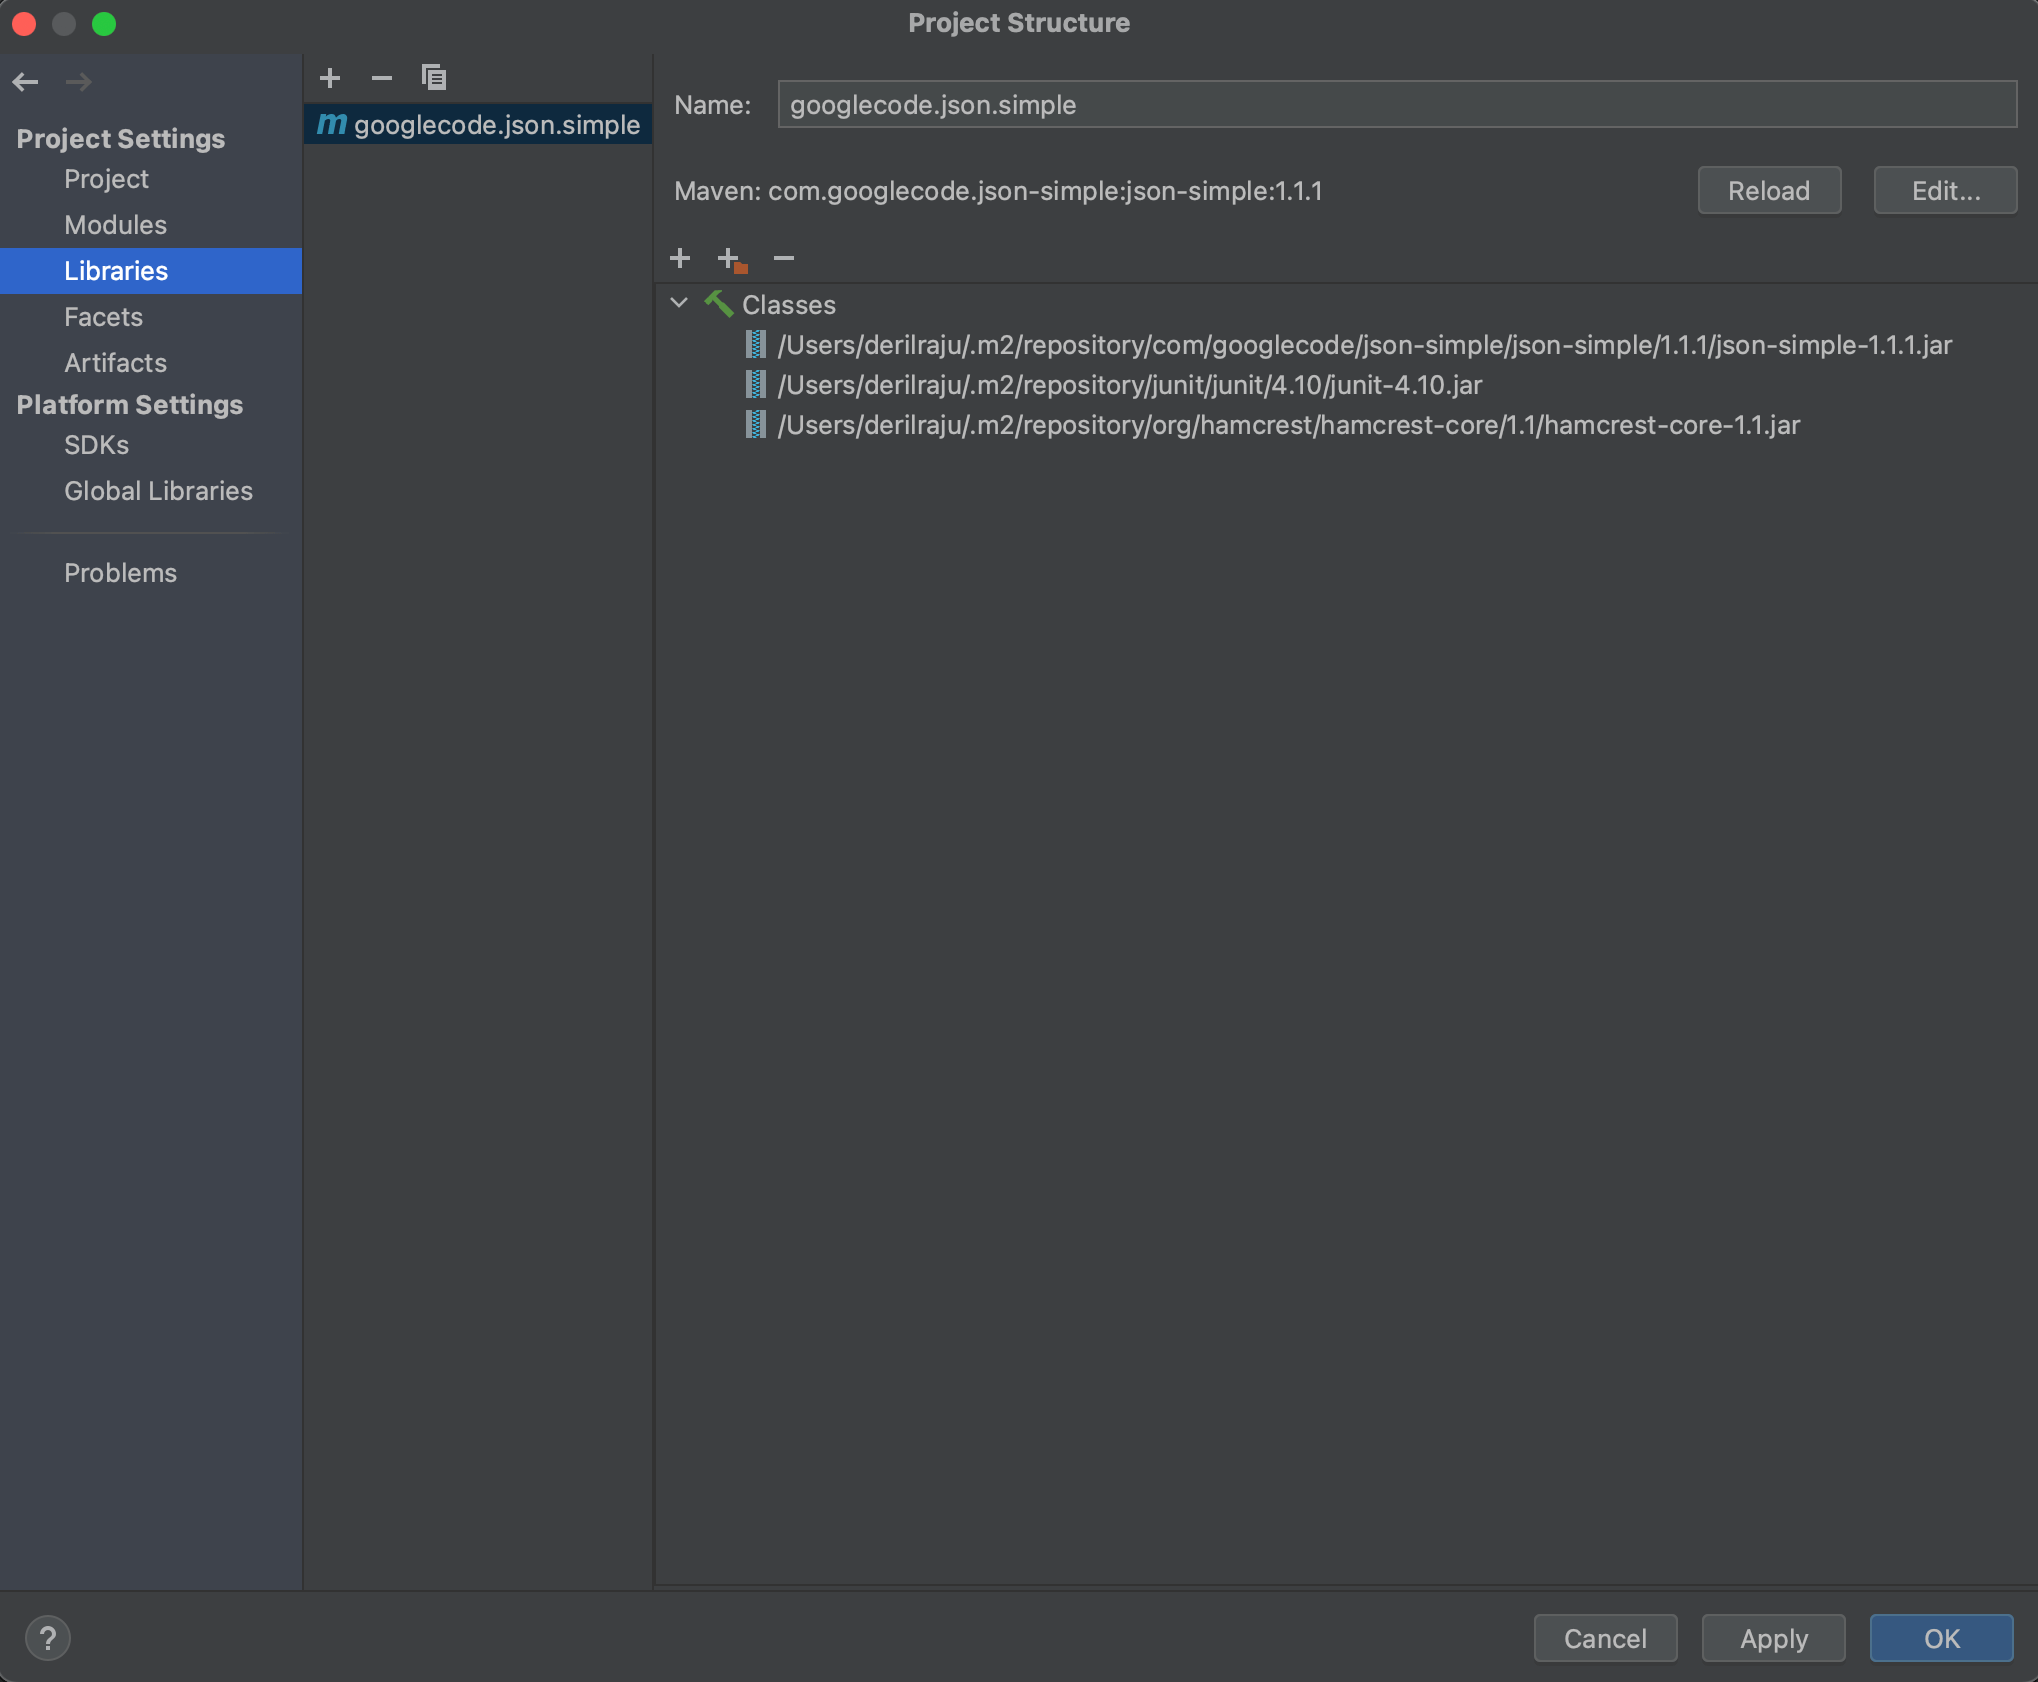 Project Structure
Project Settings
Project
Modules
Libraries
Facets
Artifacts
Platform Settings
SDKs
Global Libraries
Problems
m googlecode.json.simple
Name: googlecode.json.simple
Maven: com.googlecode.json-simple:json-simple:1.1.1 Reload Edit...
Classes
/Users/derilraju/.m2/repository/com/googlecode/json-simple/json-simple/1.1.1/json-simple-1.1.1.jar
/Users/derilraju/.m2/repository/junit/junit/4.10/junit-4.10.jar
/Users/derilraju/.m2/repository/org/hamcrest/hamcrest-core/1.1/hamcrest-core-1.1.jar
? Cancel Apply OK